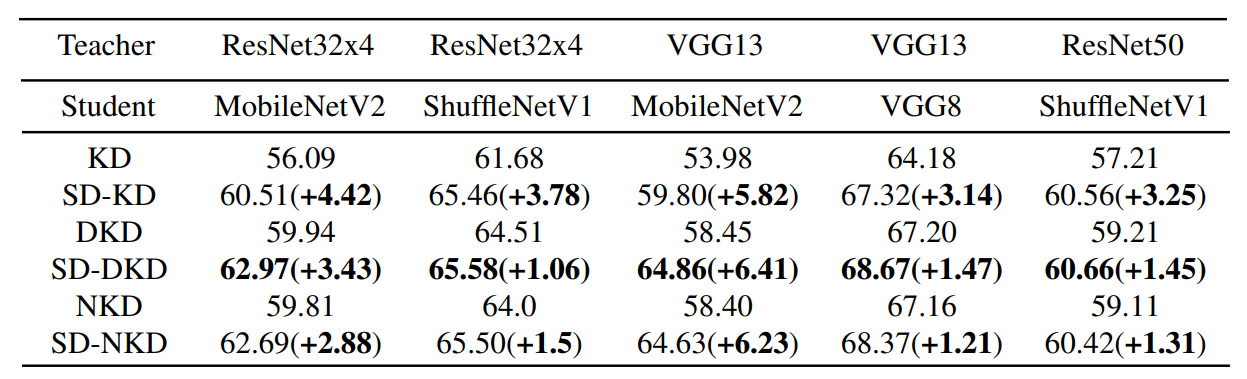 Teacher ResNet32x4 ResNet32x4 VGG13 VGG13 ResNet50
Student MobileNetV2 ShuffleNetV1 MobileNetV2 VGG8 ShuffleNetV1
KD 56.09 61.68 53.98 64.18 57.21
SD-KD 60.51(+4.42) 65.46(+3.78) 59.80(+5.82) 67.32(+3.14) 60.56(+3.25)
DKD 59.94 64.51 58.45 67.20 59.21
SD-DKD 62.97(+3.43) 65.58(+1.06) 64.86(+6.41) 68.67(+1.47) 60.66(+1.45)
NKD 59.81 64.0 58.40 67.16 59.11
SD-NKD 62.69(+2.88) 65.50(+1.5) 64.63(+6.23) 68.37(+1.21) 60.42(+1.31)